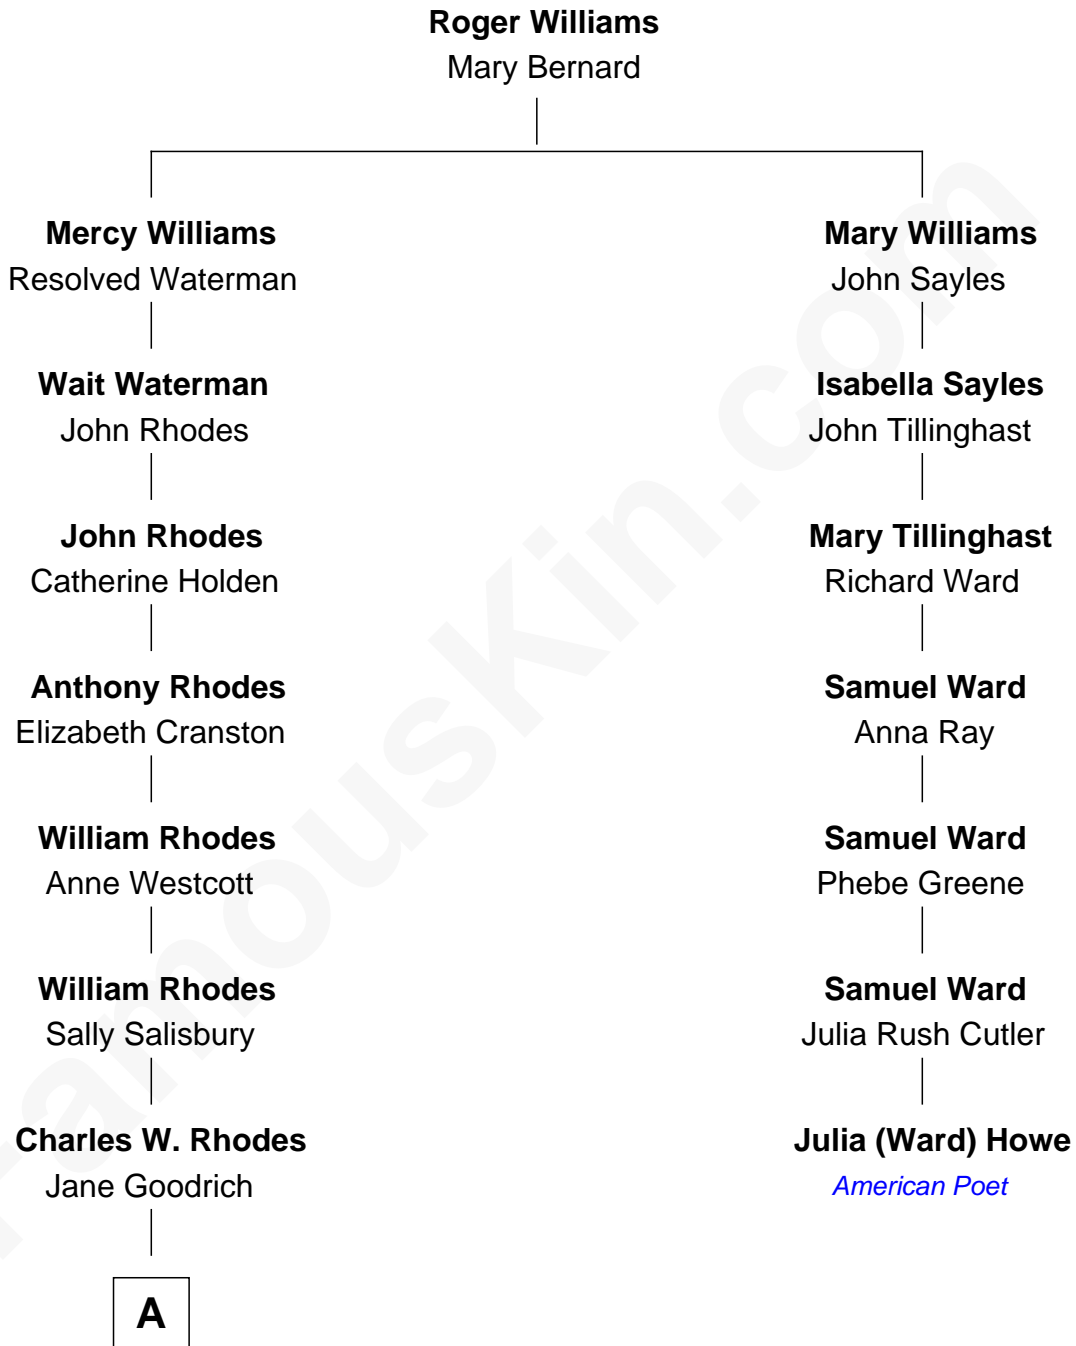 Roger Williams
Mary Bernard
Mercy Williams
Resolved Waterman
Mary Williams
John Sayles
Wait Waterman
John Rhodes
Isabella Sayles
John Tillinghast
John Rhodes
Catherine Holden
Mary Tillinghast
Richard Ward
Anthony Rhodes
Elizabeth Cranston
Samuel Ward
Anna Ray
William Rhodes
Anne Westcott
Samuel Ward
Phebe Greene
William Rhodes
Sally Salisbury
Samuel Ward
Julia Rush Cutler
Charles W. Rhodes
Jane Goodrich
Julia (Ward) Howe
American Poet
A
FamousKin.com